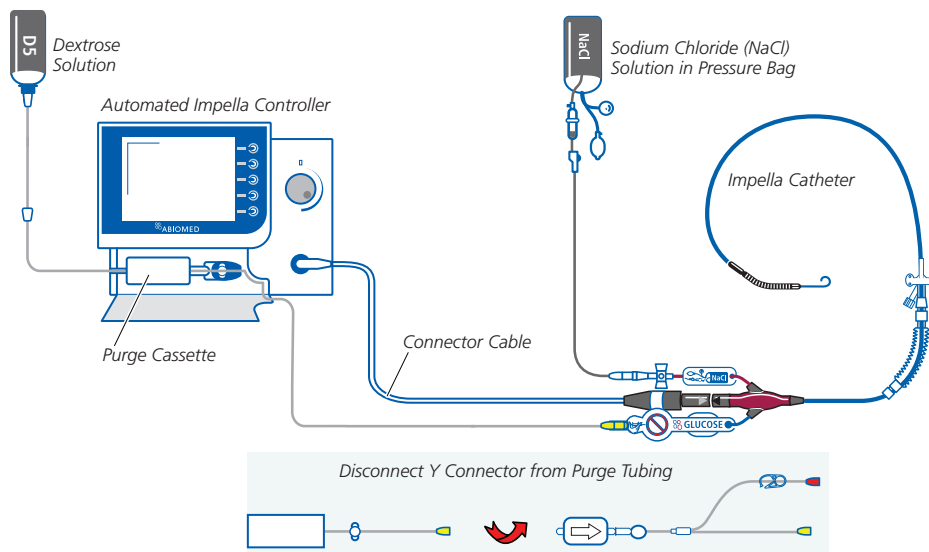 D5
Dextrose
Solution
Automated Impella Controller
ABIOMED
Purge Cassette
Connector Cable
NaCl
Sodium Chloride (NaCl)
Solution in Pressure Bag
Impella Catheter
NaCl
GLUCOSE
Disconnect Y Connector from Purge Tubing